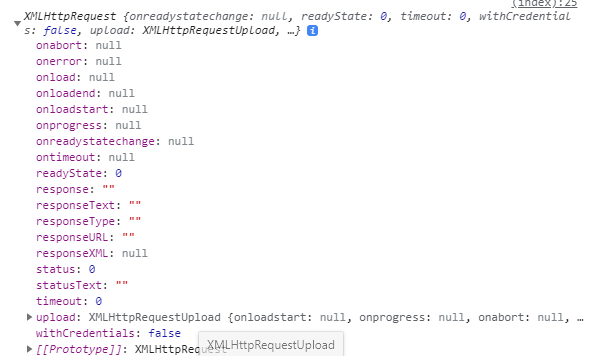 (index):25
XMLHttpRequest {onreadystatechange: null, readyState: 0, timeout: 0, withCredential
s: false, upload: XMLHttpRequestUpload, …} i
onabort: null
onerror: null
onload: null
onloadend: null
onloadstart: null
onprogress: null
onreadystatechange: null
ontimeout: null
readyState: 0
response: ""
responseText: ""
responseType: ""
responseURL: ""
responseXML: null
status: 0
statusText: ""
timeout: 0
upload: XMLHttpRequestUpload {onloadstart: null, onprogress: null, onabort: null, …
withCredentials: false
XMLHttpRequestUpload
[[Prototype]]: XMLHttpRequest